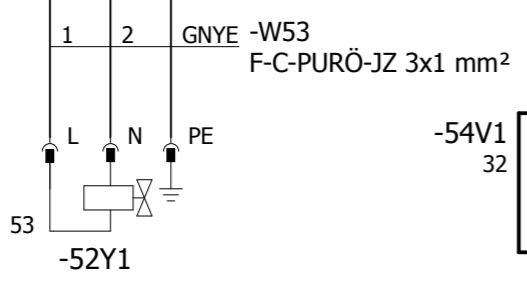 1 2 GNYE -W53
F-C-PURÖ-JZ 3x1 mm²
-54V1
32
L N PE
53
-52Y1